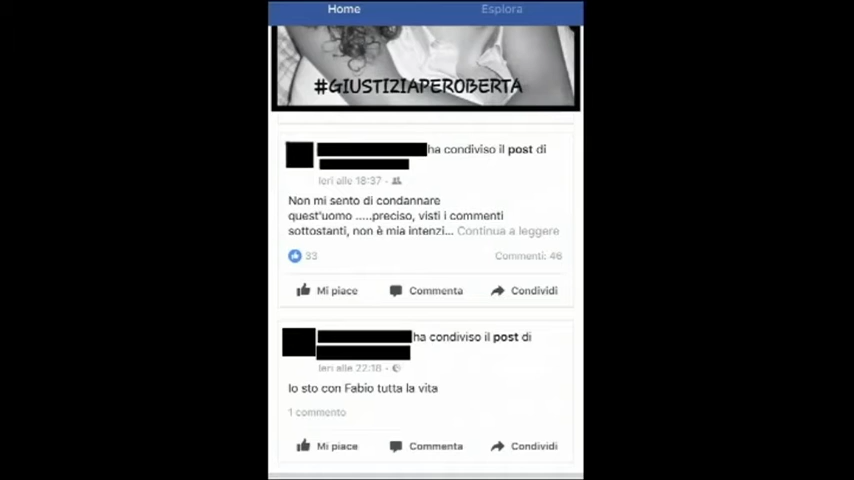 Home Esplora
#GIUSTIZIAPEROBERTA
ha condiviso il post di
Ieri alle 18:37 ·
Non mi sento di condannare
quest'uomo .....preciso, visti i commenti
sottostanti, non è mia intenzi... Continua a leggere
33 Commenti: 46
Mi piace Commenta Condividi
ha condiviso il post di
Ieri alle 22:18 ·
Io sto con Fabio tutta la vita
1 commento
Mi piace Commenta Condividi